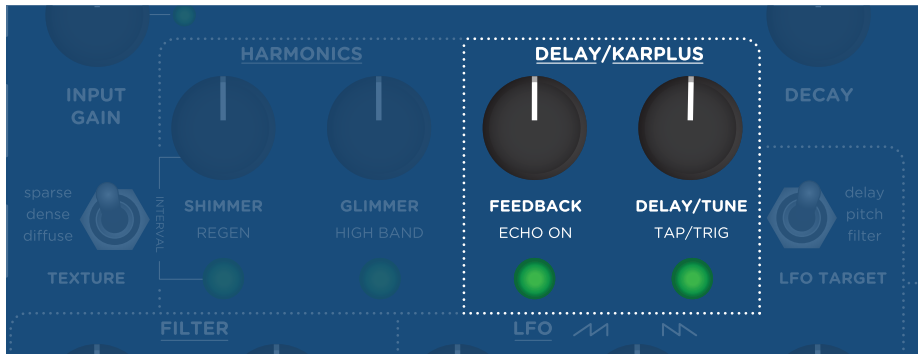 HARMONICS
DELAY/KARPLUS
INPUT
GAIN
DECAY
sparse
dense
diffuse
TEXTURE
INTERVAL
SHIMMER
REGEN
GLIMMER
HIGH BAND
FEEDBACK
ECHO ON
DELAY/TUNE
TAP/TRIG
delay
pitch
filter
LFO TARGET
FILTER
LFO